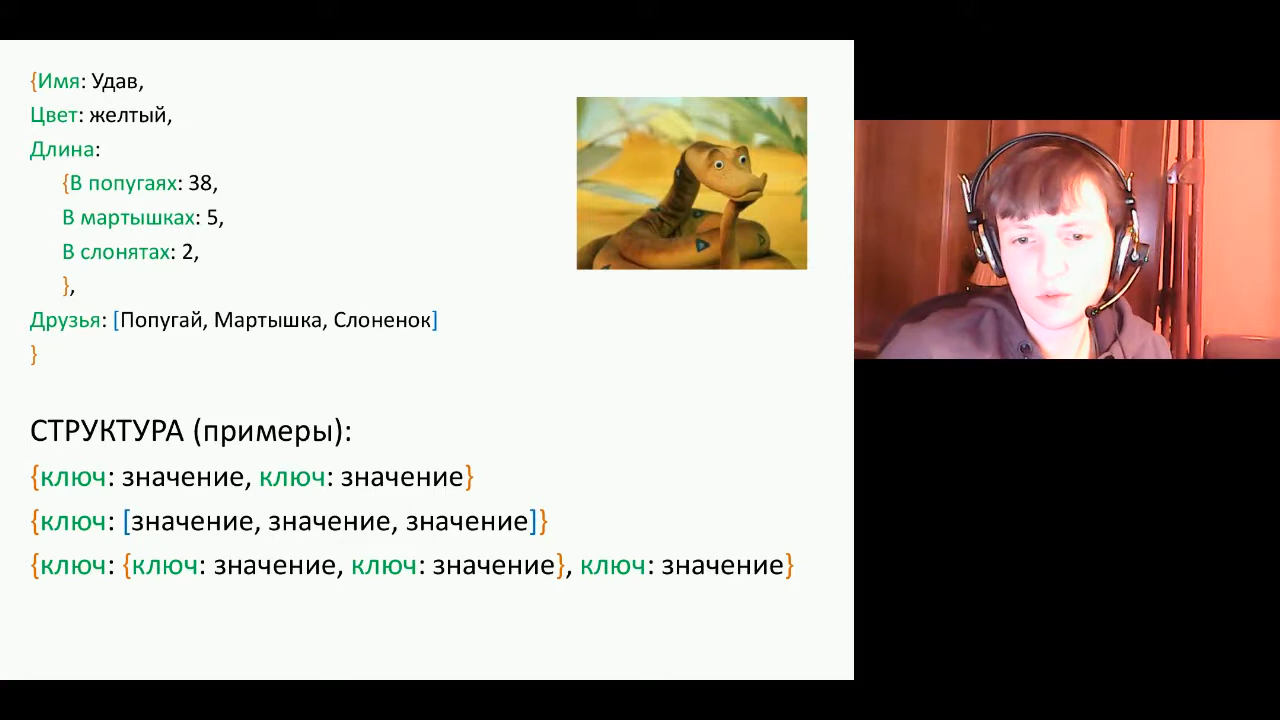 {Имя: Удав,
Цвет: желтый,
Длина:
{В попугаях: 38,
В мартышках: 5,
В слонятах: 2,
},
Друзья: [Попугай, Мартышка, Слоненок]
}
СТРУКТУРА (примеры):
{ключ: значение, ключ: значение}
{ключ: [значение, значение, значение]}
{ключ: {ключ: значение, ключ: значение}, ключ: значение}